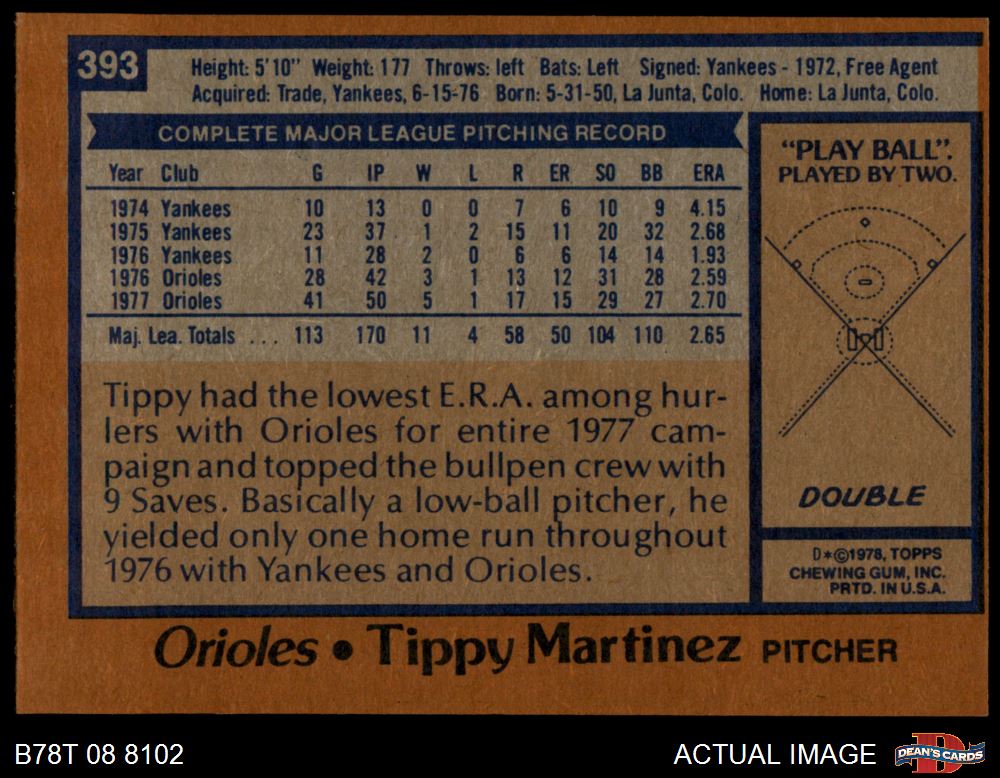 393
Height: 5'10" Weight: 177 Throws: left Bats: Left Signed: Yankees - 1972, Free Agent
Acquired: Trade, Yankees, 6-15-76 Born: 5-31-50, La Junta, Colo. Home: La Junta, Colo.
COMPLETE MAJOR LEAGUE PITCHING RECORD
Year Club G IP W L R ER SO BB ERA
1974 Yankees 10 13 0 0 7 6 10 9 4.15
1975 Yankees 23 37 1 2 15 11 20 32 2.68
1976 Yankees 11 28 2 0 6 6 14 14 1.93
1976 Orioles 28 42 3 1 13 12 31 28 2.59
1977 Orioles 41 50 5 1 17 15 29 27 2.70
Maj. Lea. Totals ... 113 170 11 4 58 50 104 110 2.65
Tippy had the lowest E.R.A. among hur-
lers with Orioles for entire 1977 cam-
paign and topped the bullpen crew with
9 Saves. Basically a low-ball pitcher, he
yielded only one home run throughout
1976 with Yankees and Orioles.
"PLAY BALL".
PLAYED BY TWO.
DOUBLE
D*©1978, TOPPS
CHEWING GUM, INC.
PRTD. IN U.S.A.
Orioles • Tippy Martinez PITCHER
B78T 08 8102
ACTUAL IMAGE
DEAN'S CARDS